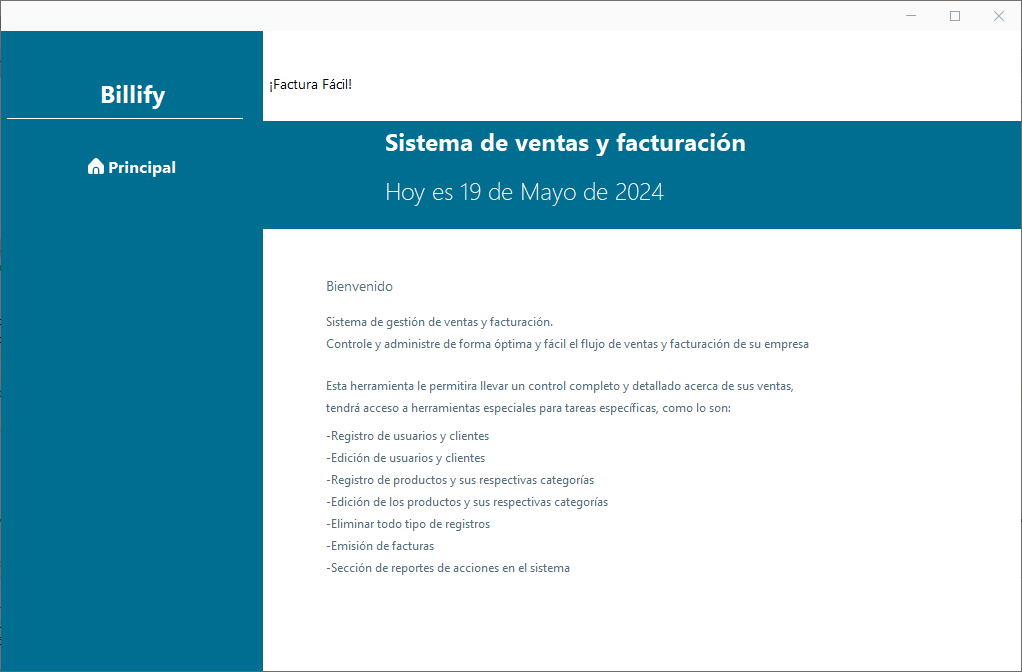 Billify
Principal
¡Factura Fácil!
Sistema de ventas y facturación
Hoy es 19 de Mayo de 2024
Bienvenido
Sistema de gestión de ventas y facturación.
Controle y administre de forma óptima y fácil el flujo de ventas y facturación de su empresa
Esta herramienta le permitira llevar un control completo y detallado acerca de sus ventas,
tendrá acceso a herramientas especiales para tareas específicas, como lo son:
-Registro de usuarios y clientes
-Edición de usuarios y clientes
-Registro de productos y sus respectivas categorías
-Edición de los productos y sus respectivas categorías
-Eliminar todo tipo de registros
-Emisión de facturas
-Sección de reportes de acciones en el sistema